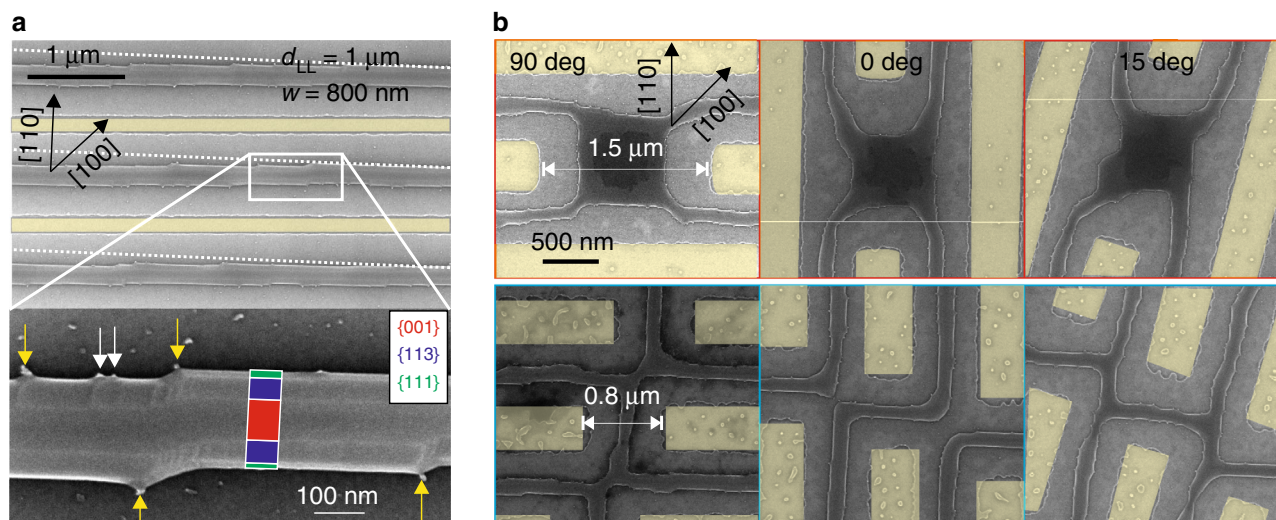 a
1 μm
d_LL = 1 μm
w = 800 nm
[110]
[100]
{001}
{113}
{111}
100 nm
b
90 deg
[110]
[100]
1.5 μm
500 nm
0 deg
15 deg
0.8 μm